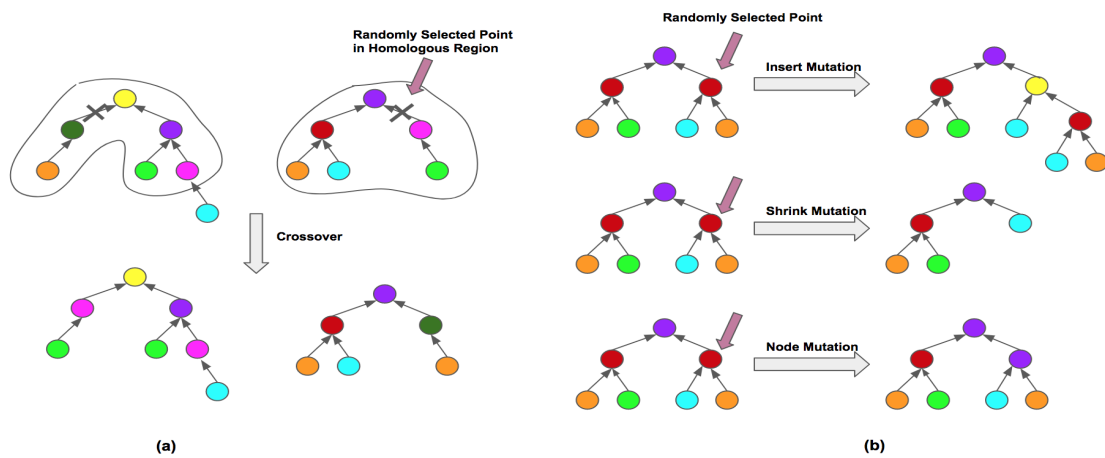 Randomly Selected Point
in Homologous Region
Crossover
(a)
Randomly Selected Point
Insert Mutation
Shrink Mutation
Node Mutation
(b)